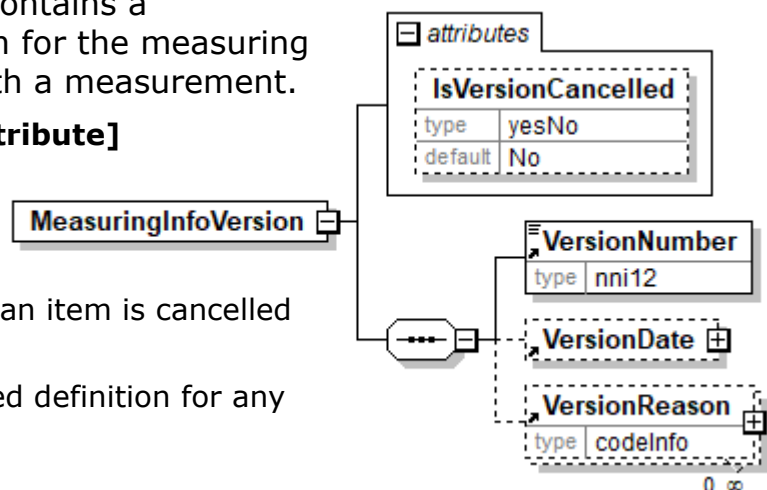 ontains a
n for the measuring
th a measurement.
tribute]
an item is cancelled
ed definition for any
MeasuringInfoVersion
attributes
IsVersionCancelled
type yesNo
default No
VersionNumber
type nni12
VersionDate
VersionReason
type codeInfo
0 ∞